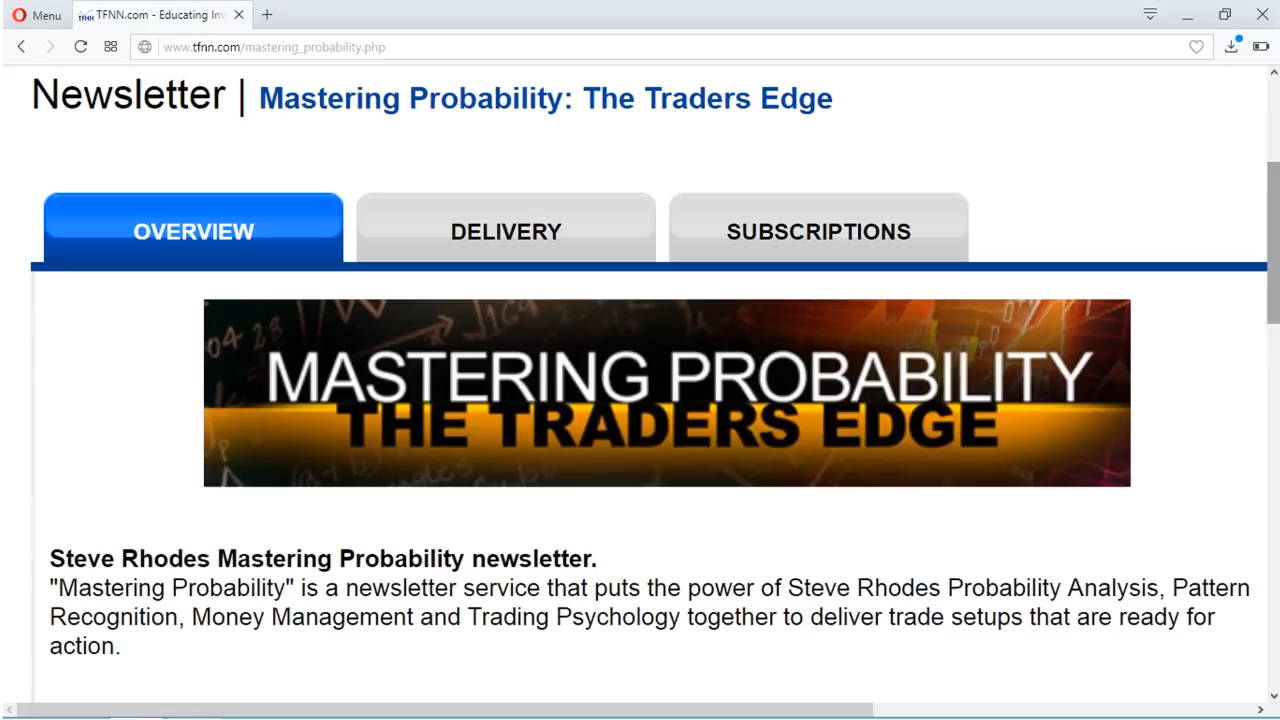 Menu
TFNN.com - Educating Inv
www.tfnn.com/mastering_probability.php
Newsletter | Mastering Probability: The Traders Edge
OVERVIEW
DELIVERY
SUBSCRIPTIONS
MASTERING PROBABILITY
THE TRADERS EDGE
Steve Rhodes Mastering Probability newsletter.
"Mastering Probability" is a newsletter service that puts the power of Steve Rhodes Probability Analysis, Pattern
Recognition, Money Management and Trading Psychology together to deliver trade setups that are ready for
action.